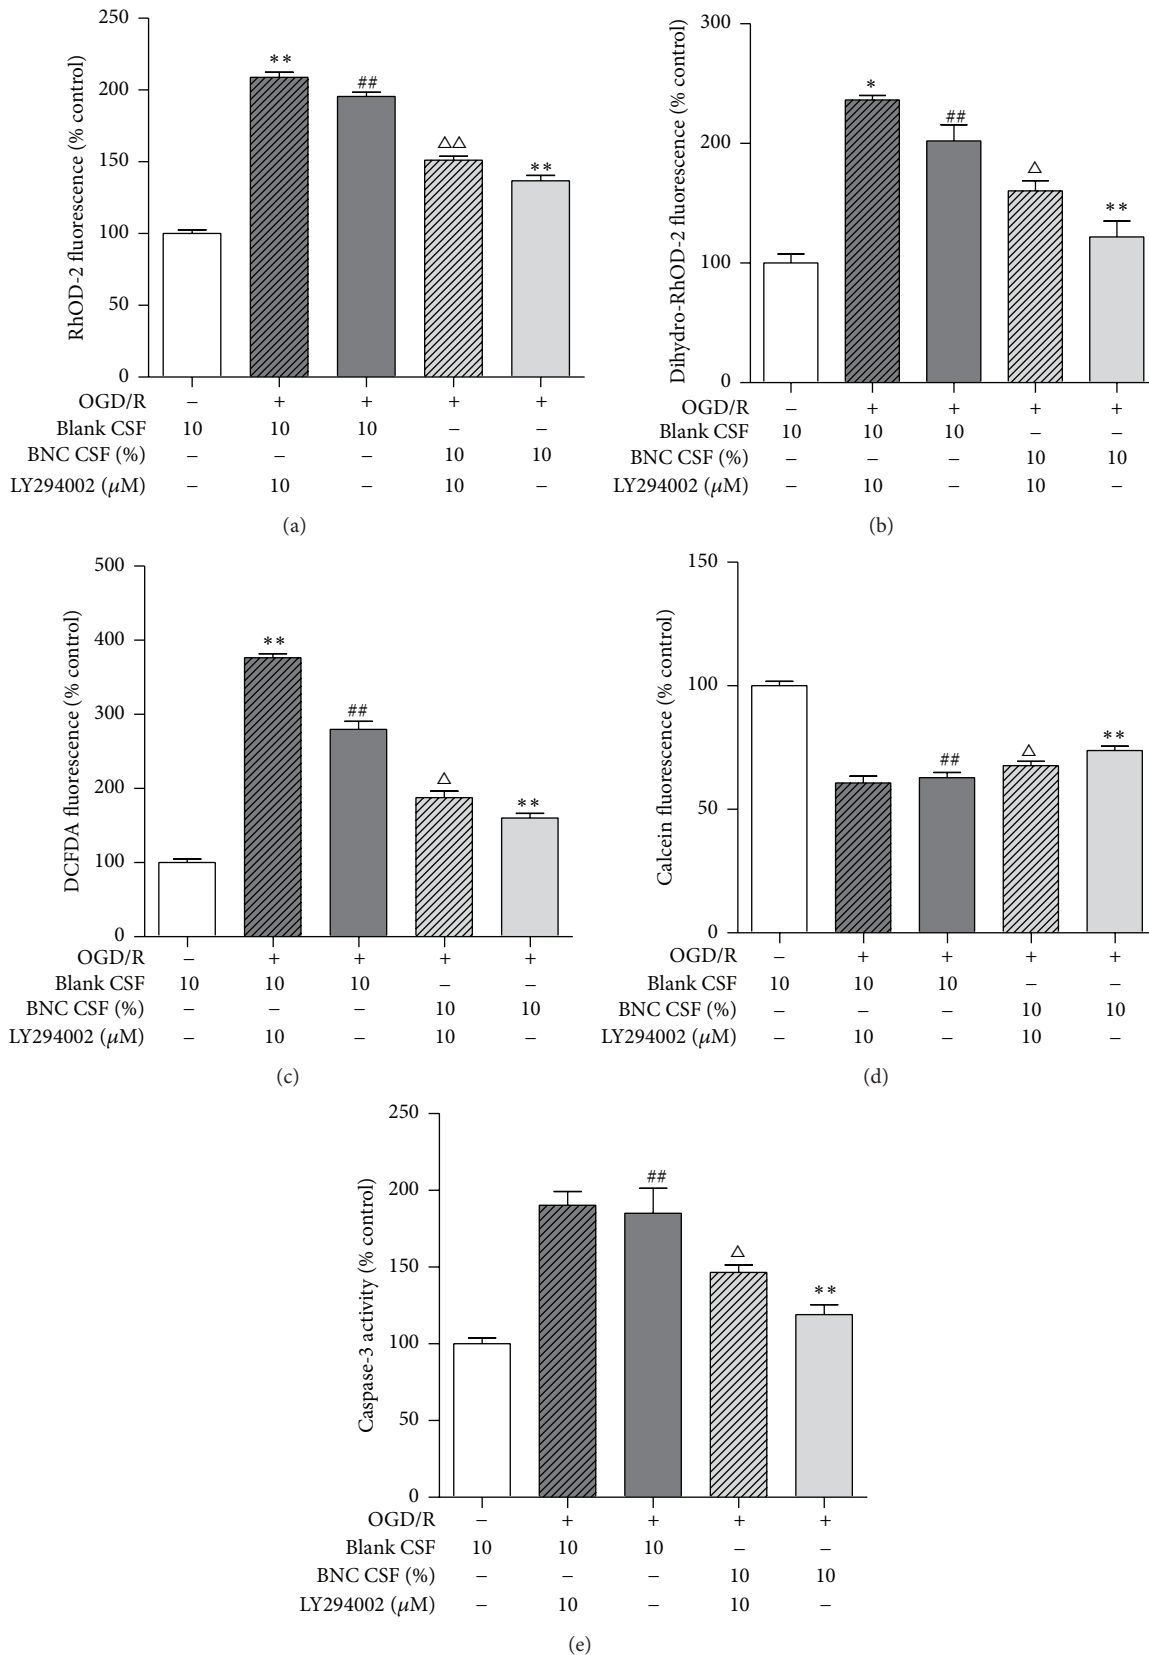 250
200
150
100
50
0
RhOD-2 fluorescence (% control)
** ## △△ **
OGD/R – + + + +
Blank CSF 10 10 10 – –
BNC CSF (%) – – – 10 10
LY294002 (μM) – 10 – 10 –
(a)
300
200
100
0
Dihydro-RhOD-2 fluorescence (% control)
* ## △ **
OGD/R – + + + +
Blank CSF 10 10 10 – –
BNC CSF (%) – – – 10 10
LY294002 (μM) – 10 – 10 –
(b)
500
400
300
200
100
0
DCFDA fluorescence (% control)
** ## △ **
OGD/R – + + + +
Blank CSF 10 10 10 – –
BNC CSF (%) – – – 10 10
LY294002 (μM) – 10 – 10 –
(c)
150
100
50
0
Calcein fluorescence (% control)
## △ **
OGD/R – + + + +
Blank CSF 10 10 10 – –
BNC CSF (%) – – – 10 10
LY294002 (μM) – 10 – 10 –
(d)
250
200
150
100
50
0
Caspase-3 activity (% control)
## △ **
OGD/R – + + + +
Blank CSF 10 10 10 – –
BNC CSF (%) – – – 10 10
LY294002 (μM) – 10 – 10 –
(e)